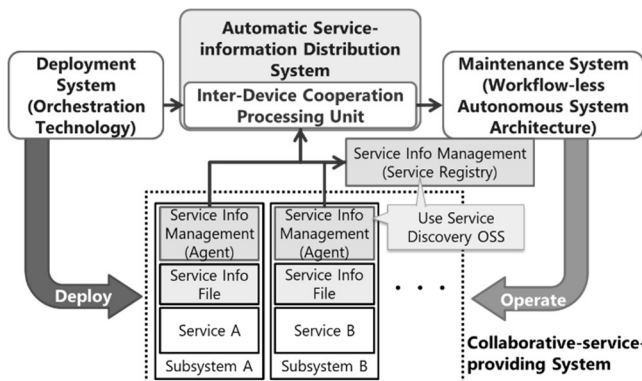 Automatic Service-
information Distribution
System
Inter-Device Cooperation
Processing Unit
Deployment
System
(Orchestration
Technology)
Maintenance System
(Workflow-less
Autonomous System
Architecture)
Service Info Management
(Service Registry)
Use Service
Discovery OSS
Service Info
Management
(Agent)
Service Info
File
Service A
Subsystem A
Service Info
Management
(Agent)
Service Info
File
Service B
Subsystem B
. . .
Deploy
Operate
Collaborative-service-
providing System